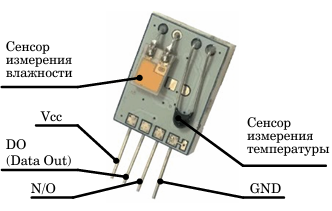 Сенсор
измерения
влажности
Vcc
DO
(Data Out)
N/O
Сенсор
измерения
температуры
GND